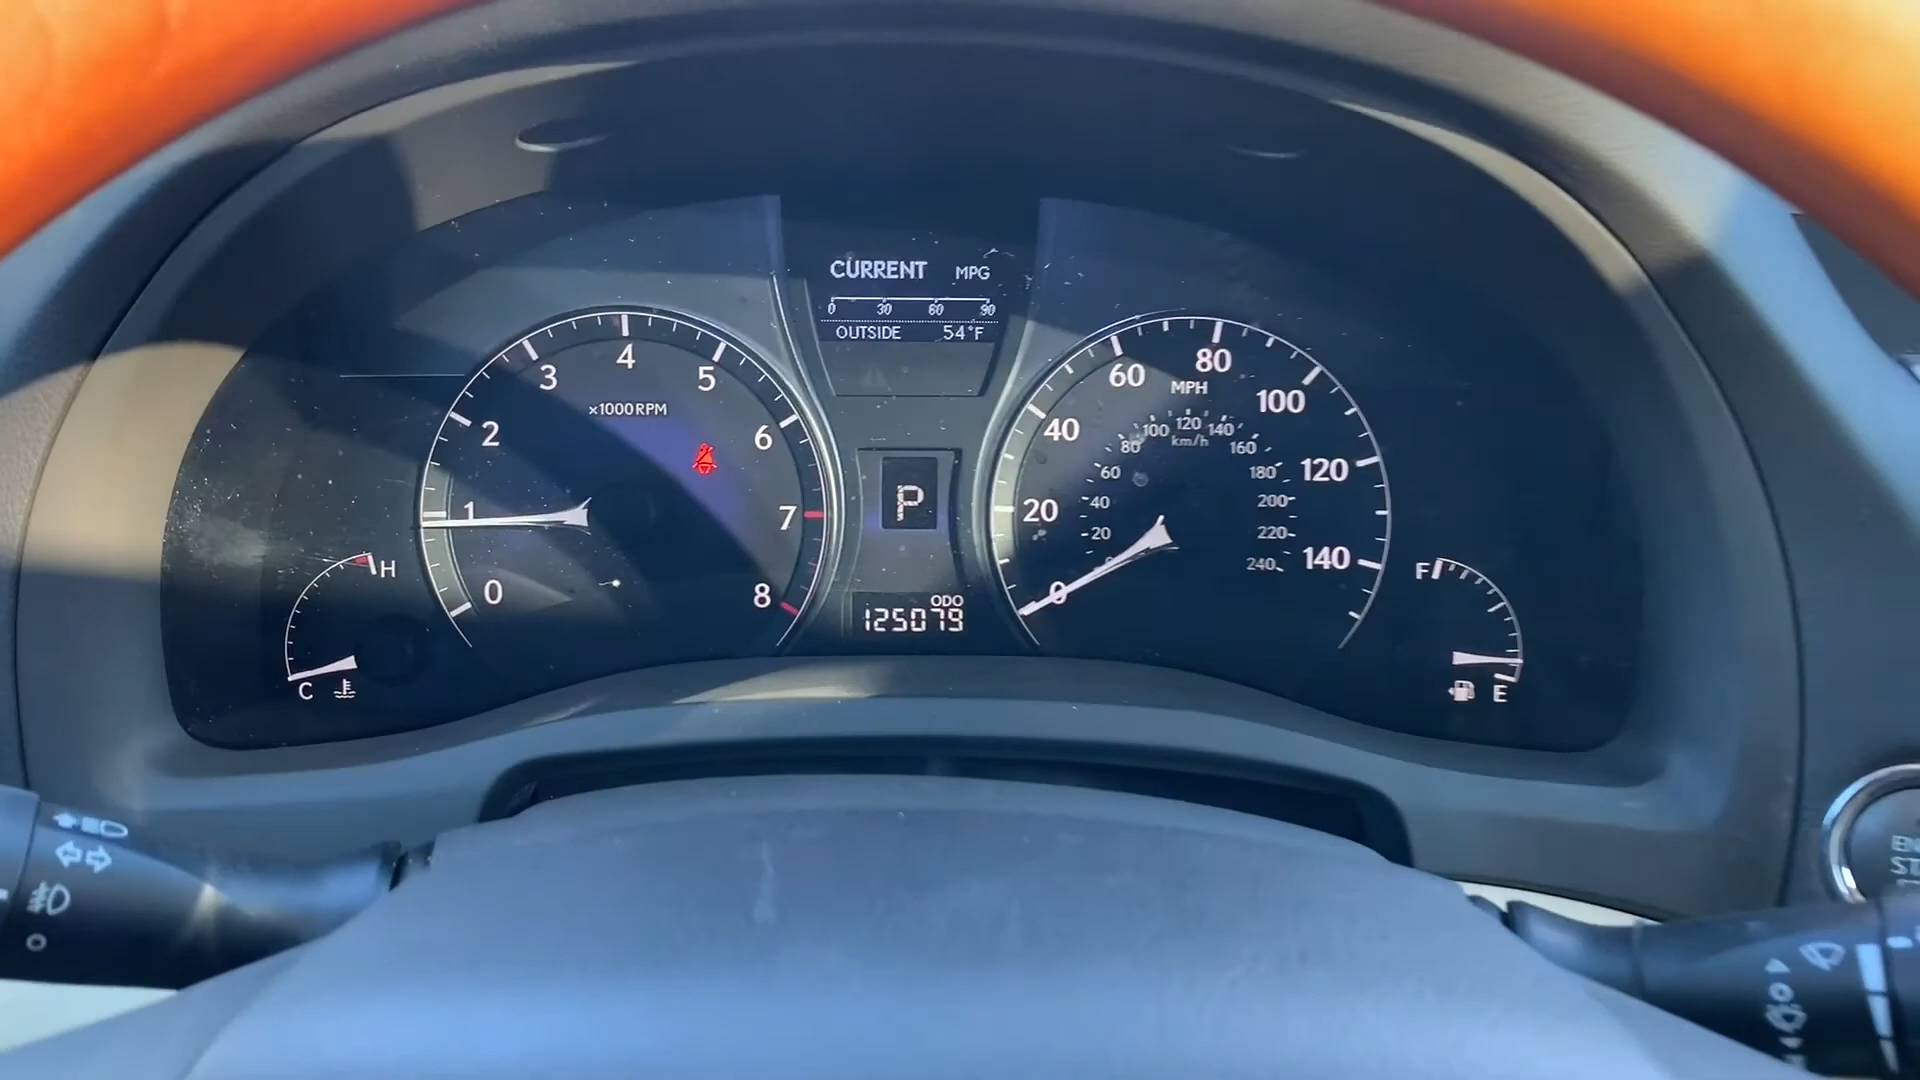 CURRENT MPG
0 30 60 90
OUTSIDE 54°F
0 1 2 3 4 5 6 7 8
×1000RPM
P
ODO
125079
0 20 40 60 80 100 120 140
MPH
20 40 60 80 100 120 140 160 180 200 220 240
km/h
H
C
F
E